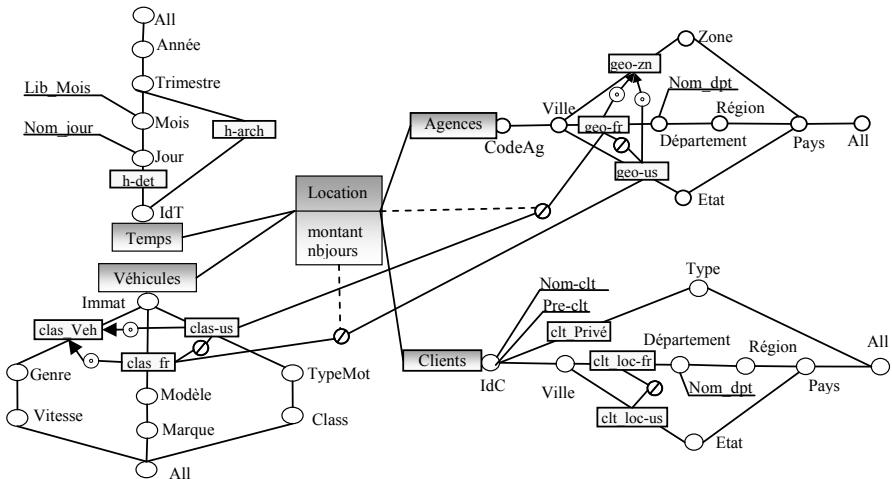 All
Année
Trimestre
Lib_Mois
Mois
h-arch
Nom_jour
Jour
h-det
IdT
Temps
Location
montant
nbjours
Véhicules
Immat
clas_Veh
clas-us
clas_fr
Genre
Modèle
TypeMot
Vitesse
Marque
Class
All
Agences
CodeAg
Ville
geo-zn
Zone
Nom_dpt
Région
geo-fr
Département
Pays
All
geo-us
Etat
Clients
IdC
Nom-clt
Pre-clt
Type
clt_Privé
Ville
clt_loc-fr
Département
Région
All
Nom_dpt
Pays
clt_loc-us
Etat